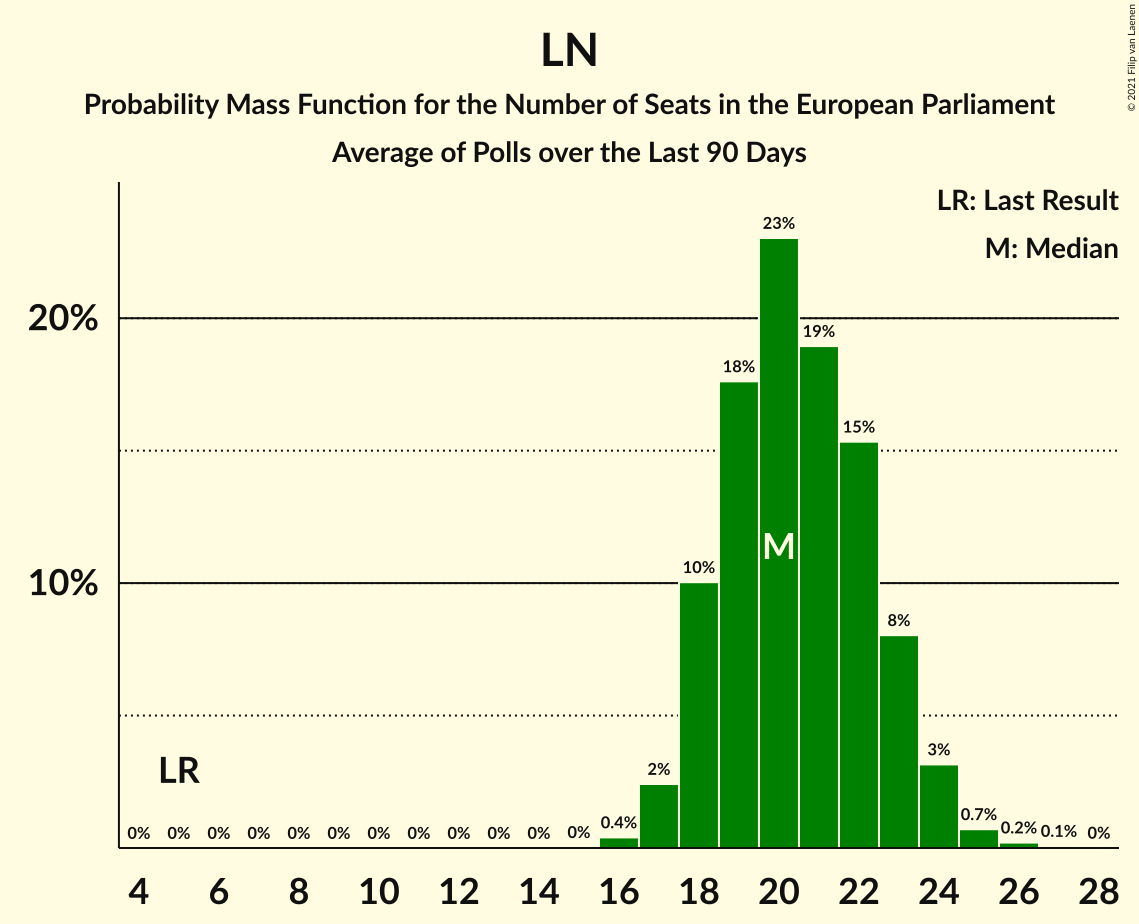 © 2021 Filip van Laenen
LN
Probability Mass Function for the Number of Seats in the European Parliament
Average of Polls over the Last 90 Days
LR: Last Result
M: Median
20%
10%
LR
M
0% 0% 0% 0% 0% 0% 0% 0% 0% 0% 0% 0% 0.4% 2% 10% 18% 23% 19% 15% 8% 3% 0.7% 0.2% 0.1% 0%
4 6 8 10 12 14 16 18 20 22 24 26 28